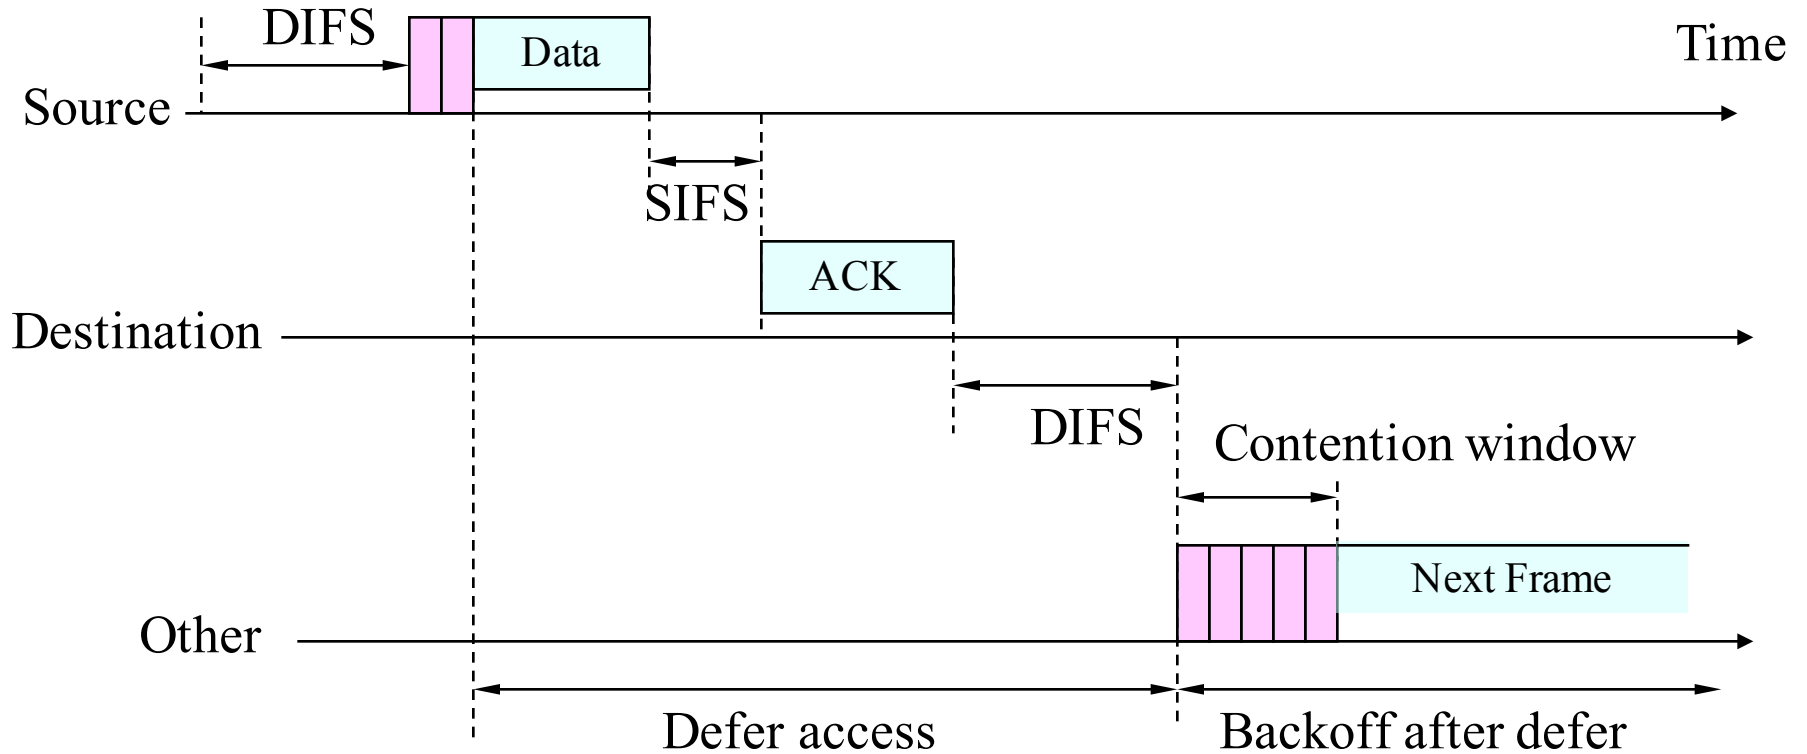 DIFS
Data
Time
Source
SIFS
ACK
Destination
DIFS
Contention window
Next Frame
Other
Defer access
Backoff after defer